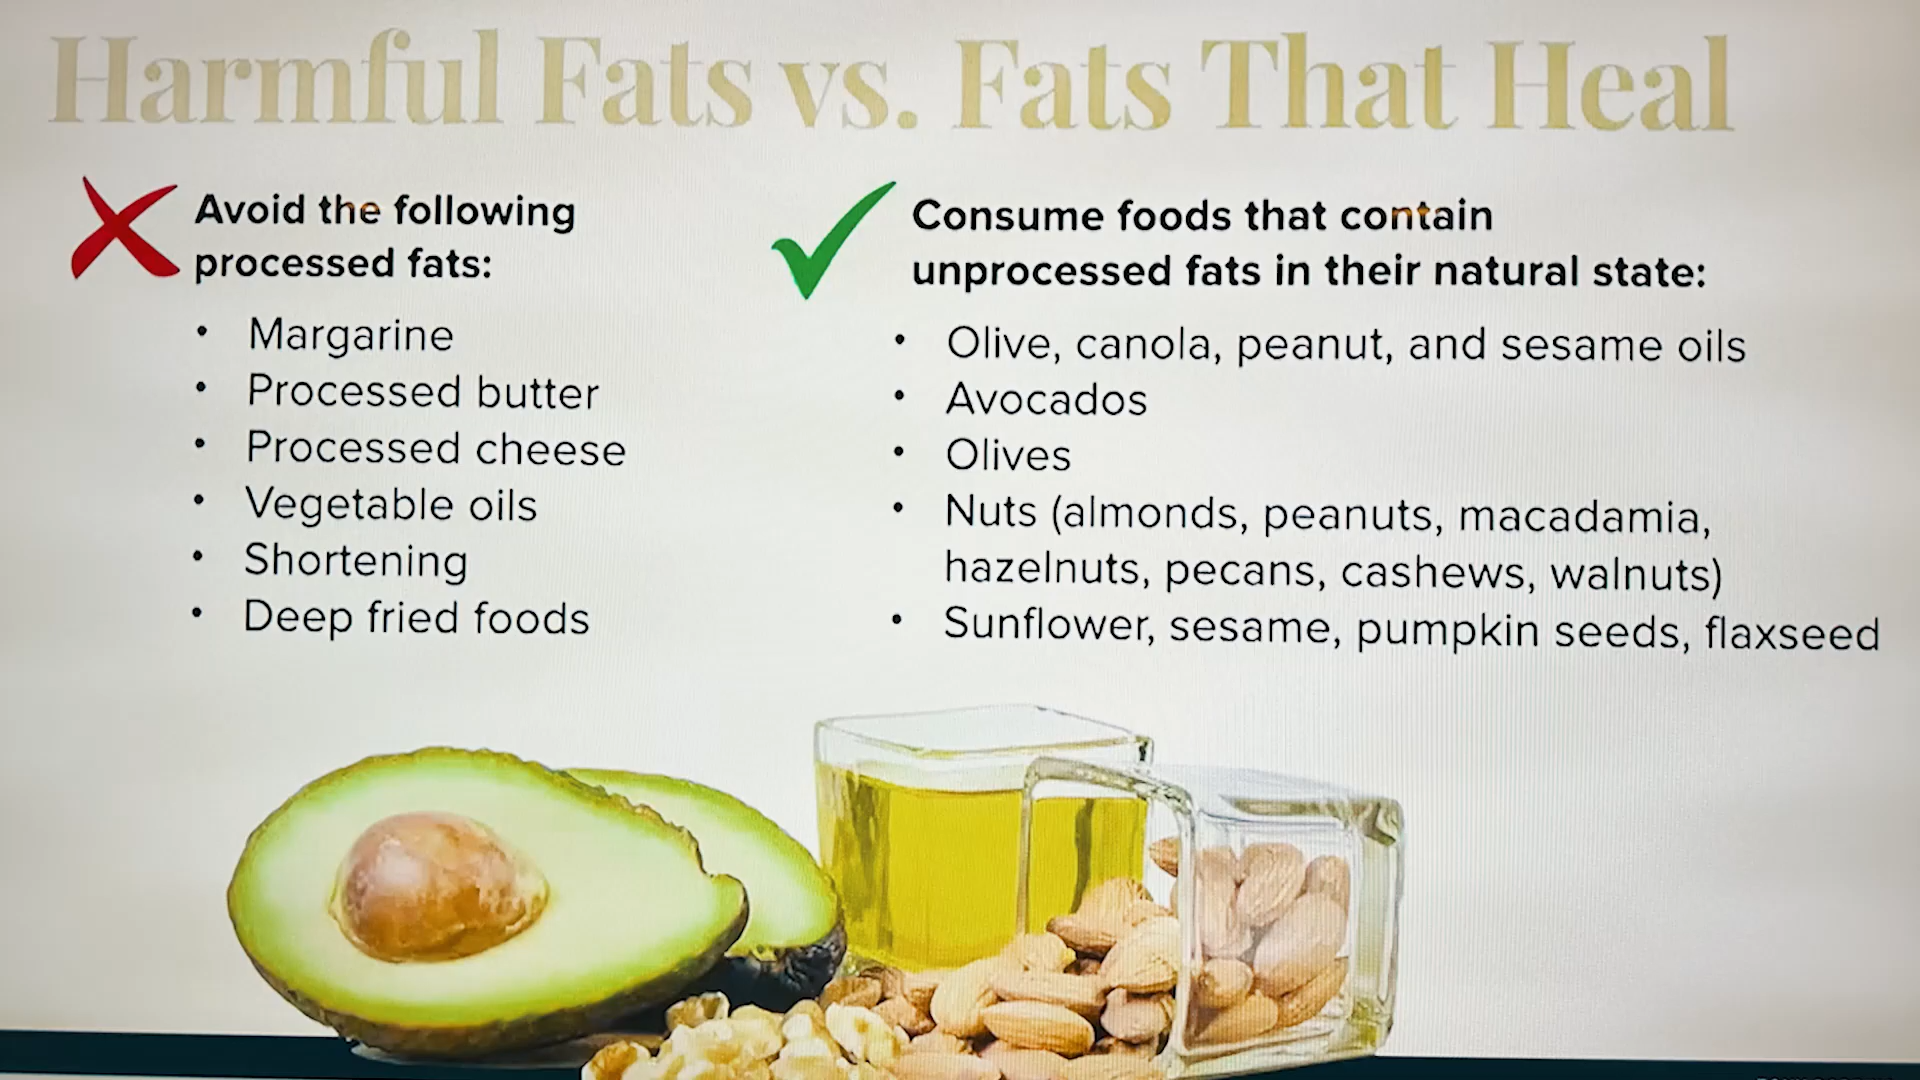 Harmful Fats vs. Fats That Heal
Avoid the following
processed fats:
• Margarine
• Processed butter
• Processed cheese
• Vegetable oils
• Shortening
• Deep fried foods
Consume foods that contain
unprocessed fats in their natural state:
• Olive, canola, peanut, and sesame oils
• Avocados
• Olives
• Nuts (almonds, peanuts, macadamia,
hazelnuts, pecans, cashews, walnuts)
• Sunflower, sesame, pumpkin seeds, flaxseed